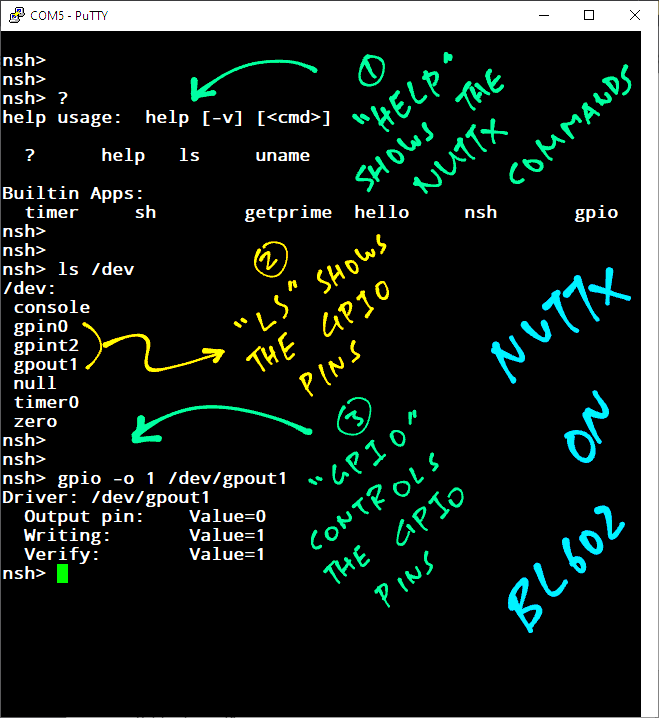 COM5 - PuTTY
nsh>
nsh>
nsh> ?
help usage:  help [-v] [<cmd>]
?      help   ls     uname
Builtin Apps:
timer     sh        getprime  hello     nsh       gpio
nsh>
nsh>
nsh> ls /dev
/dev:
console
gpin0
gpint2
gpout1
null
timer0
zero
nsh>
nsh>
nsh> gpio -o 1 /dev/gpout1
Driver: /dev/gpout1
Output pin:    Value=0
Writing:       Value=1
Verify:        Value=1
nsh>
1
"HELP"
SHOWS THE
NUTTX
COMMANDS
2
"LS" SHOWS
THE GPIO
PINS
3
"GPIO"
CONTROLS
THE GPIO
PINS
NUTTX
ON
BL602